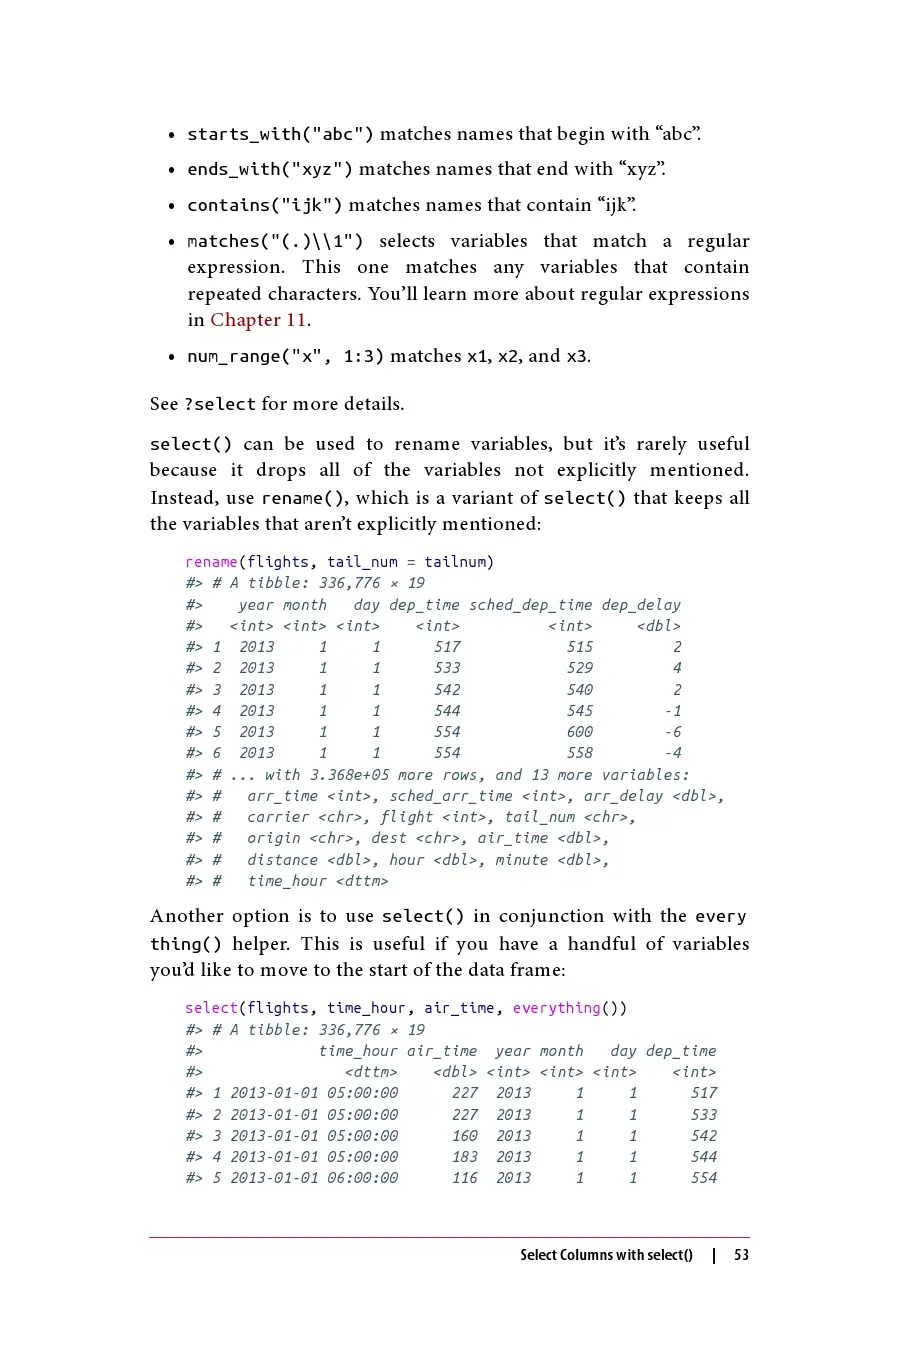 • starts_with("abc") matches names that begin with “abc”.
• ends_with("xyz") matches names that end with “xyz”.
• contains("ijk") matches names that contain “ijk”.
• matches("(.)\\1") selects variables that match a regular
expression. This one matches any variables that contain
repeated characters. You’ll learn more about regular expressions
in Chapter 11.
• num_range("x", 1:3) matches x1, x2, and x3.
See ?select for more details.
select() can be used to rename variables, but it’s rarely useful
because it drops all of the variables not explicitly mentioned.
Instead, use rename(), which is a variant of select() that keeps all
the variables that aren’t explicitly mentioned:
rename(flights, tail_num = tailnum)
#> # A tibble: 336,776 × 19
#>    year month   day dep_time sched_dep_time dep_delay
#>   <int> <int> <int>    <int>          <int>     <dbl>
#> 1  2013     1     1      517            515         2
#> 2  2013     1     1      533            529         4
#> 3  2013     1     1      542            540         2
#> 4  2013     1     1      544            545        -1
#> 5  2013     1     1      554            600        -6
#> 6  2013     1     1      554            558        -4
#> # ... with 3.368e+05 more rows, and 13 more variables:
#> #   arr_time <int>, sched_arr_time <int>, arr_delay <dbl>,
#> #   carrier <chr>, flight <int>, tail_num <chr>,
#> #   origin <chr>, dest <chr>, air_time <dbl>,
#> #   distance <dbl>, hour <dbl>, minute <dbl>,
#> #   time_hour <dttm>
Another option is to use select() in conjunction with the every
thing() helper. This is useful if you have a handful of variables
you’d like to move to the start of the data frame:
select(flights, time_hour, air_time, everything())
#> # A tibble: 336,776 × 19
#>             time_hour air_time  year month   day dep_time
#>                <dttm>    <dbl> <int> <int> <int>    <int>
#> 1 2013-01-01 05:00:00      227  2013     1     1      517
#> 2 2013-01-01 05:00:00      227  2013     1     1      533
#> 3 2013-01-01 05:00:00      160  2013     1     1      542
#> 4 2013-01-01 05:00:00      183  2013     1     1      544
#> 5 2013-01-01 06:00:00      116  2013     1     1      554
Select Columns with select() | 53